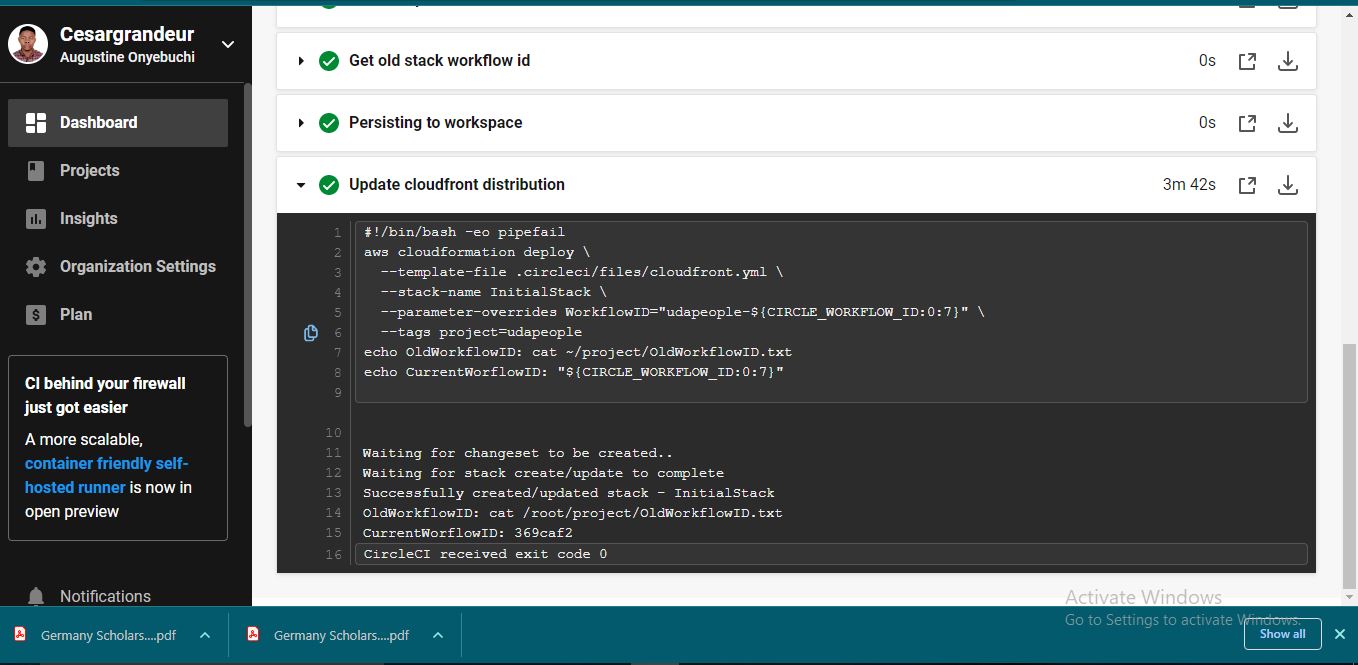 Cesargrandeur
Augustine Onyebuchi
Dashboard
Projects
Insights
Organization Settings
Plan
CI behind your firewall
just got easier
A more scalable,
container friendly self-
hosted runner is now in
open preview
Notifications
Get old stack workflow id 0s
Persisting to workspace 0s
Update cloudfront distribution 3m 42s
1 #!/bin/bash -eo pipefail
2 aws cloudformation deploy \
3 --template-file .circleci/files/cloudfront.yml \
4 --stack-name InitialStack \
5 --parameter-overrides WorkflowID="udapeople-${CIRCLE_WORKFLOW_ID:0:7}" \
6 --tags project=udapeople
7 echo OldWorkflowID: cat ~/project/OldWorkflowID.txt
8 echo CurrentWorflowID: "${CIRCLE_WORKFLOW_ID:0:7}"
9
10
11 Waiting for changeset to be created..
12 Waiting for stack create/update to complete
13 Successfully created/updated stack - InitialStack
14 OldWorkflowID: cat /root/project/OldWorkflowID.txt
15 CurrentWorflowID: 369caf2
16 CircleCI received exit code 0
Activate Windows
Go to Settings to activate Windows.
Germany Scholars....pdf
Germany Scholars....pdf
Show all